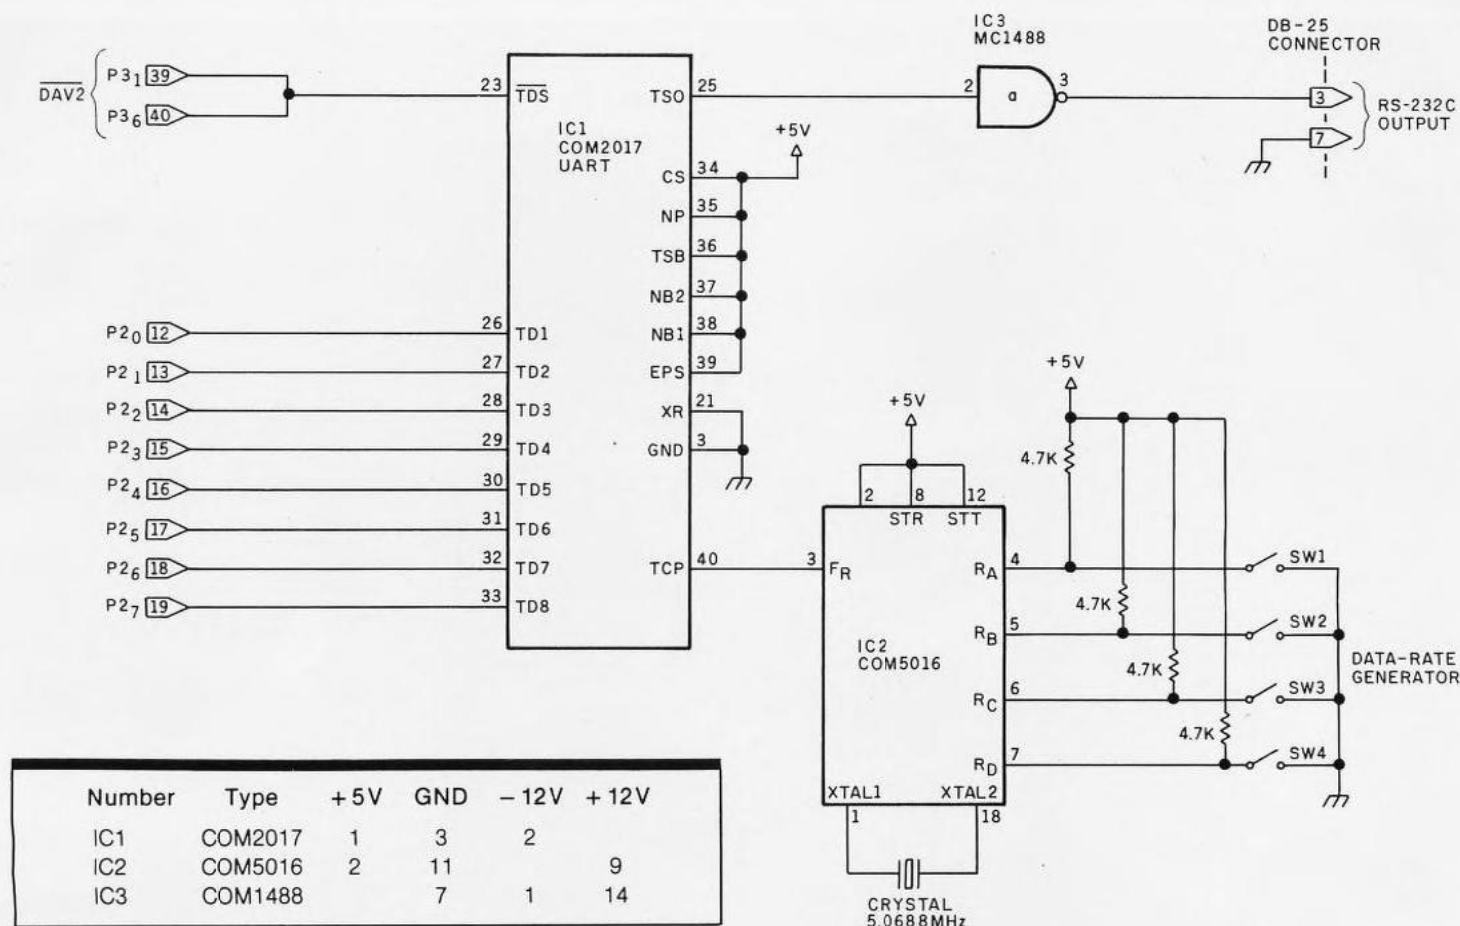 IC3
MC1488
DB-25
CONNECTOR
DAV2
P3₁ 39
P3₆ 40
23
TDS
TSO
25
2
a
3
3
7
RS-232C
OUTPUT
IC1
COM2017
UART
+5V
CS 34
NP 35
TSB 36
NB2 37
NB1 38
EPS 39
XR 21
GND 3
TCP 40
P2₀ 12
26 TD1
P2₁ 13
27 TD2
P2₂ 14
28 TD3
P2₃ 15
29 TD4
P2₄ 16
30 TD5
P2₅ 17
31 TD6
P2₆ 18
32 TD7
P2₇ 19
33 TD8
+5V
+5V
4.7K
4.7K
4.7K
4.7K
2 8 12
STR STT
3 F_R
R_A 4
R_B 5
R_C 6
R_D 7
IC2
COM5016
SW1
SW2
SW3
SW4
DATA-RATE
GENERATOR
XTAL1 XTAL2
1 18
CRYSTAL
5.0688MHz
Number Type +5V GND -12V +12V
IC1 COM2017 1 3 2
IC2 COM5016 2 11 9
IC3 COM1488 7 1 14